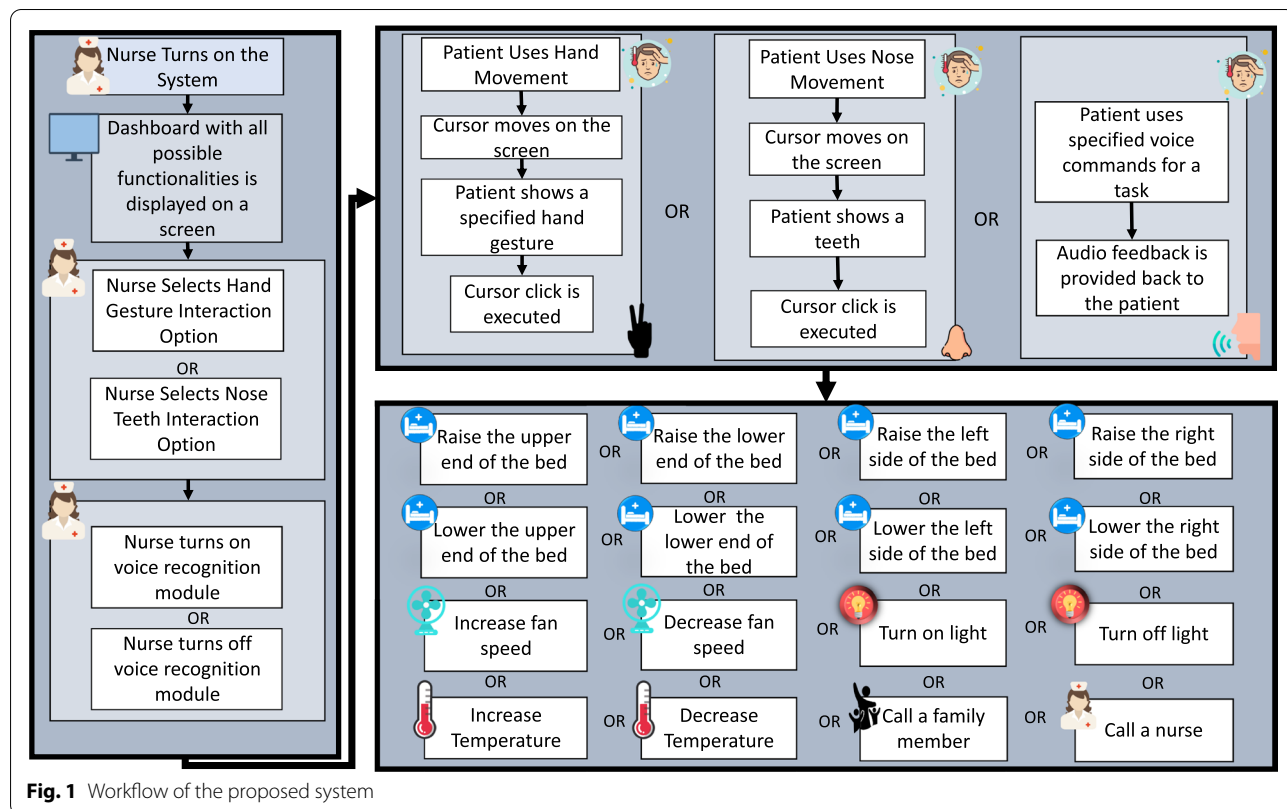 Nurse Turns on the
System
Dashboard with all
possible
functionalities is
displayed on a
screen
Nurse Selects Hand
Gesture Interaction
Option
OR
Nurse Selects Nose
Teeth Interaction
Option
Nurse turns on
voice recognition
module
OR
Nurse turns off
voice recognition
module
Patient Uses Hand
Movement
Cursor moves on the
screen
Patient shows a
specified hand
gesture
Cursor click is
executed
OR
Patient Uses Nose
Movement
Cursor moves
on the screen
Patient shows a
teeth
Cursor click is
executed
OR
Patient uses
specified voice
commands for a
task
Audio feedback is
provided back to
the patient
Raise the upper
end of the bed
OR
Raise the lower
end of the bed
OR
Raise the left
side of the bed
OR
Raise the right
side of the bed
OR
OR
OR
OR
Lower the upper
end of the bed
OR
Lower the
lower end of
the bed
OR
Lower the left
side of the bed
OR
Lower the right
side of the bed
OR
OR
OR
OR
Increase fan
speed
OR
Decrease fan
speed
OR
Turn on light
OR
Turn off light
OR
OR
OR
OR
Increase
Temperature
OR
Decrease
Temperature
OR
Call a family
member
OR
Call a nurse
Fig. 1 Workflow of the proposed system